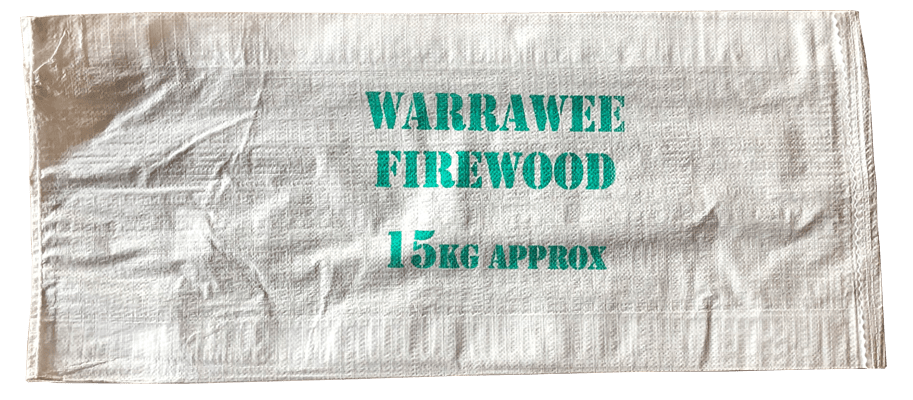 WARRAWEE
FIREWOOD
15KG APPROX